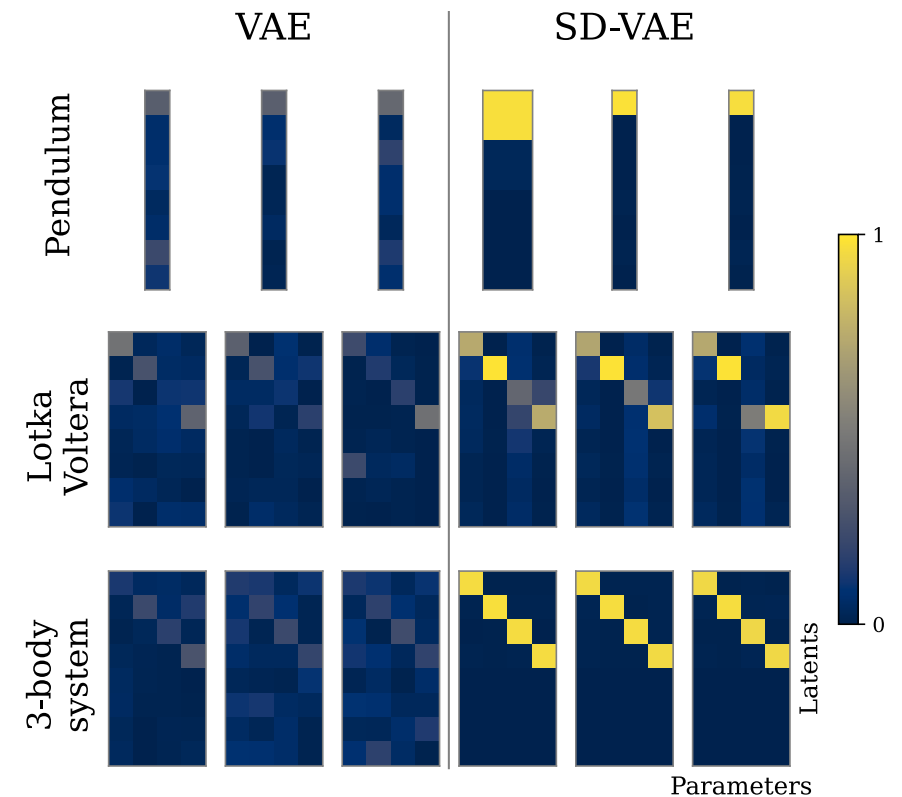 VAE
SD-VAE
Pendulum
Lotka
Voltera
3-body
system
1
0
Latents
Parameters